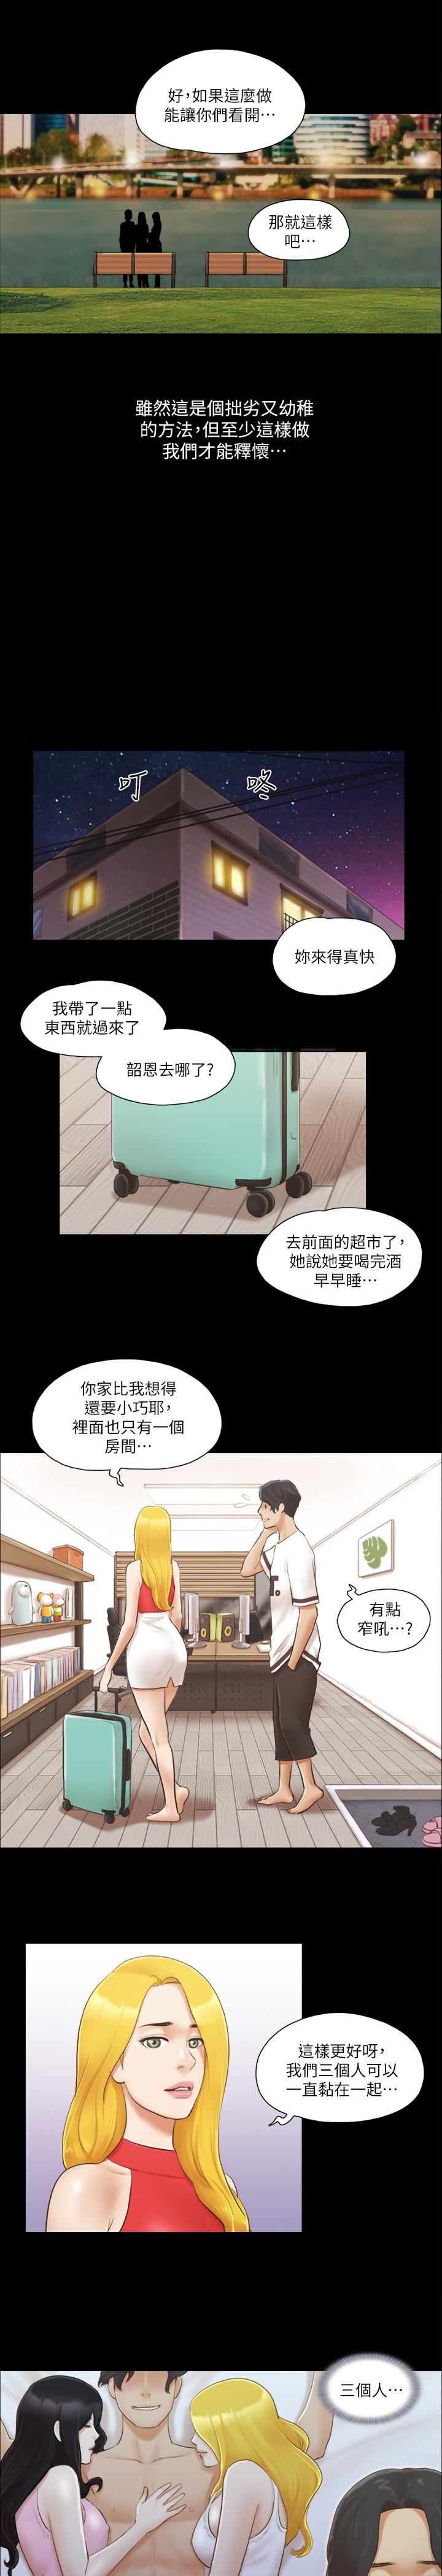 好，如果這麼做
能讓你們看開…
那就這樣
吧…
雖然這是個拙劣又幼稚
的方法，但至少這樣做
我們才能釋懷…
叮
咚
妳來得真快
我帶了一點
東西就過來了
韶恩去哪了?
去前面的超市了，
她說她要喝完酒
早早睡…
你家比我想得
還要小巧耶，
裡面也只有一個
房間…
有點
窄吼…?
這樣更好呀，
我們三個人可以
一直黏在一起…
三個人…